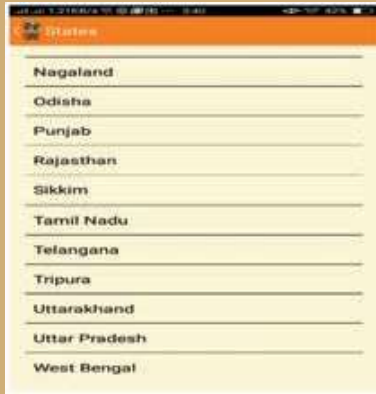 States
Nagaland
Odisha
Punjab
Rajasthan
Sikkim
Tamil Nadu
Telangana
Tripura
Uttarakhand
Uttar Pradesh
West Bengal